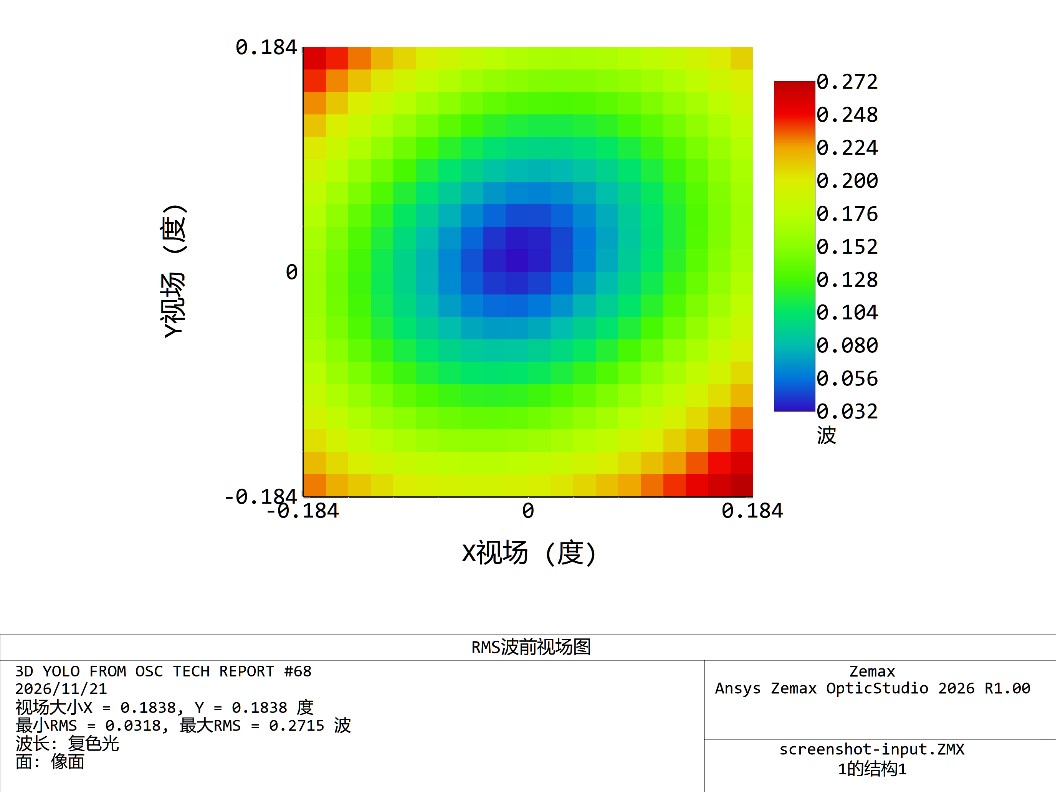 0.184
0
-0.184
-0.184
0
0.184
Y视场 (度)
X视场 (度)
0.272
0.248
0.224
0.200
0.176
0.152
0.128
0.104
0.080
0.056
0.032
波
RMS波前视场图
3D YOLO FROM OSC TECH REPORT #68
2026/11/21
视场大小X = 0.1838, Y = 0.1838 度
最小RMS = 0.0318, 最大RMS = 0.2715 波
波长: 复色光
面: 像面
Zemax
Ansys Zemax OpticStudio 2026 R1.00
screenshot-input.ZMX
1的结构1